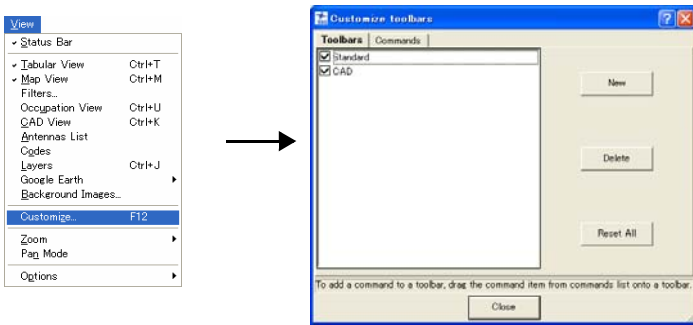 View
Status Bar
Tabular View Ctrl+T
Map View Ctrl+M
Filters...
Occupation View Ctrl+U
CAD View Ctrl+K
Antennas List
Codes
Layers Ctrl+J
Google Earth
Background Images...
Customize... F12
Zoom
Pan Mode
Options
Customize toolbars
Toolbars Commands
Standard
CAD
New
Delete
Reset All
To add a command to a toolbar, drag the command item from commands list onto a toolbar.
Close